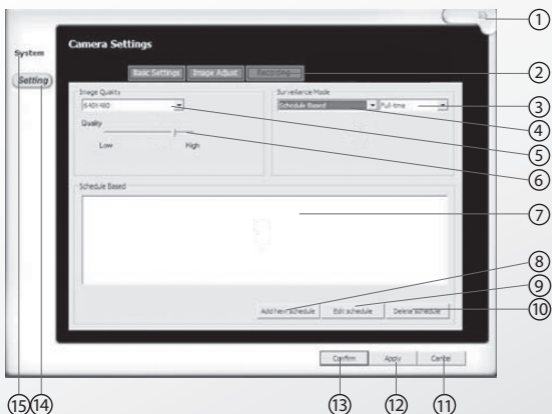 Camera Settings
System
Setting
Basic Settings Image Adjust Recording
Image Quality
640X480
Quality
Low High
Surveillance Mode
Schedule Based Full-time
Schedule Based
Add New schedule Edit schedule Delete schedule
Confirm Apply Cancel
1
2
3
4
5
6
7
8
9
10
11
12
13
14
15